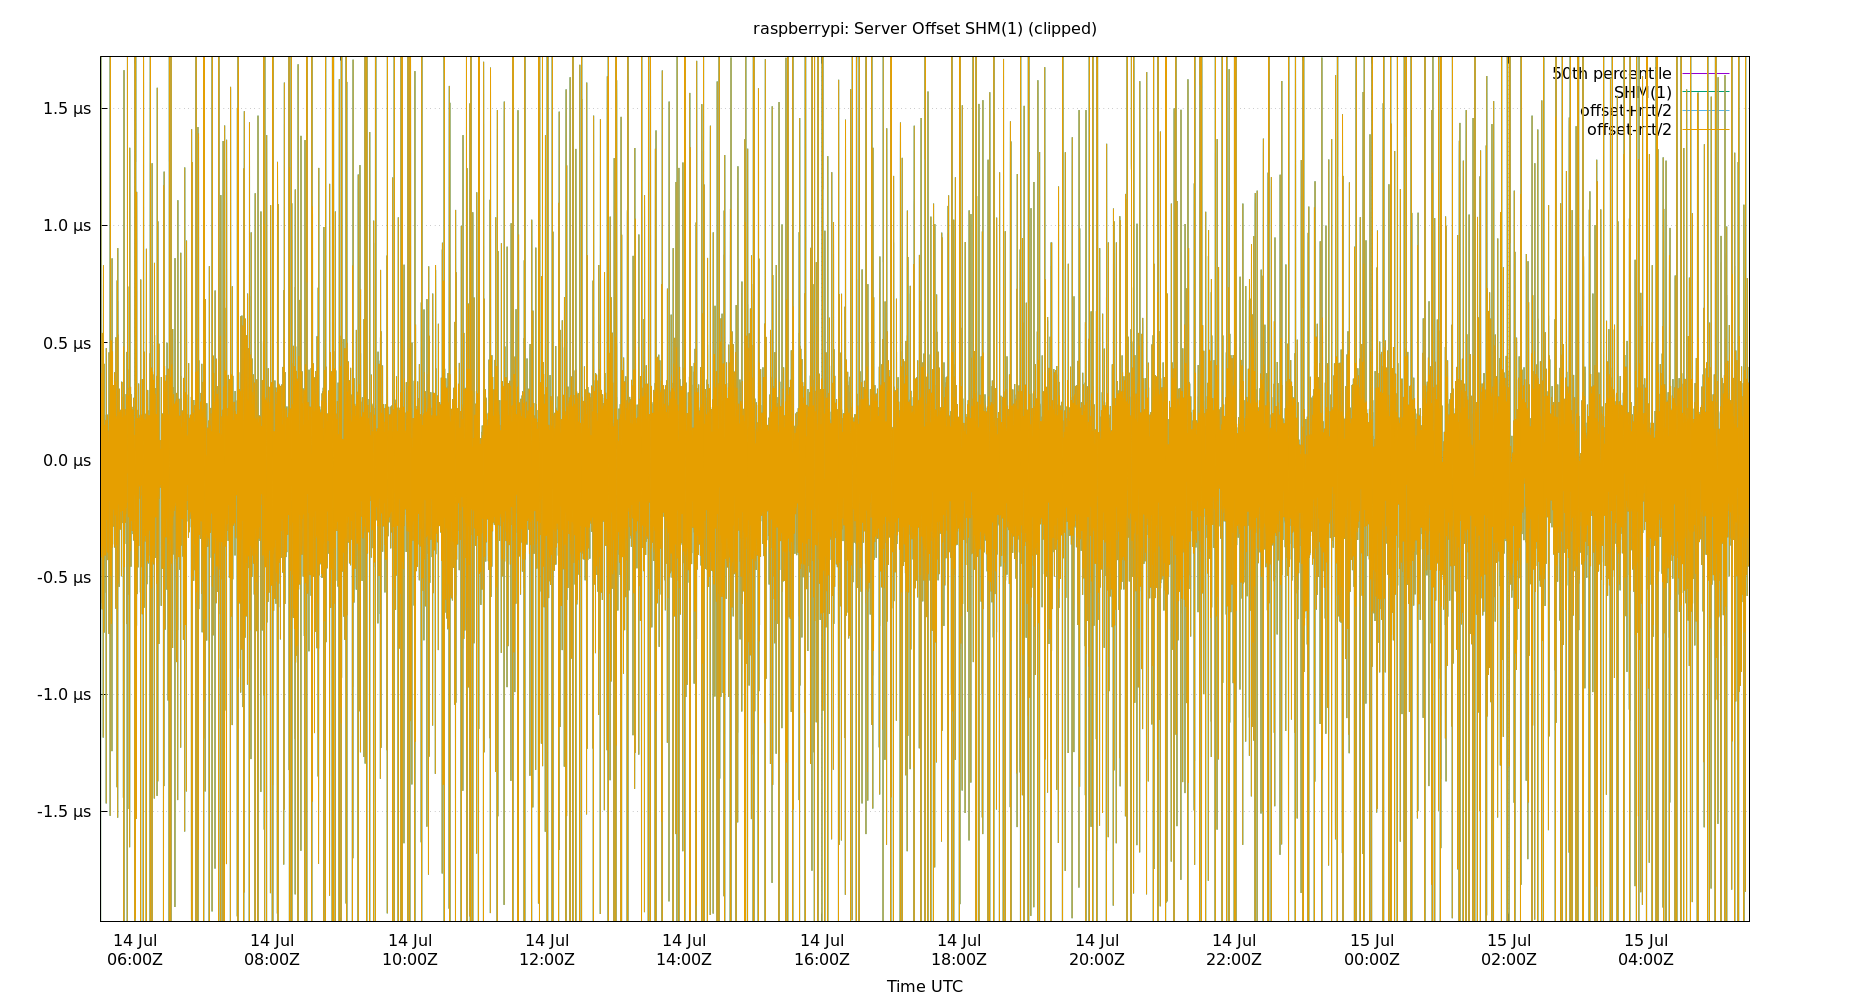 raspberrypi: Server Offset SHM(1) (clipped)
50th percentile
SHM(1)
offset+rtt/2
offset-rtt/2
1.5 µs
1.0 µs
0.5 µs
0.0 µs
-0.5 µs
-1.0 µs
-1.5 µs
14 Jul 14 Jul 14 Jul 14 Jul 14 Jul 14 Jul 14 Jul 14 Jul 14 Jul 15 Jul 15 Jul 15 Jul
06:00Z 08:00Z 10:00Z 12:00Z 14:00Z 16:00Z 18:00Z 20:00Z 22:00Z 00:00Z 02:00Z 04:00Z
Time UTC